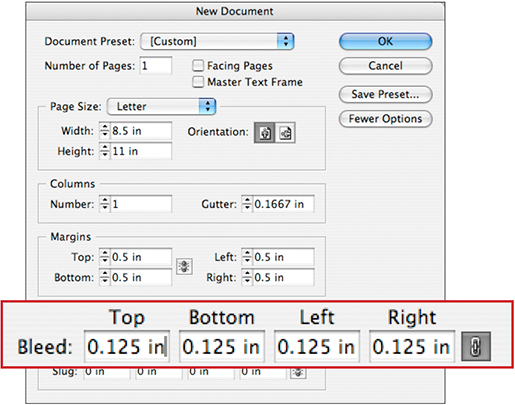 New Document
Document Preset: [Custom] OK
Number of Pages: 1 Facing Pages Cancel
Master Text Frame
Save Preset...
Page Size: Letter
Fewer Options
Width: 8.5 in Orientation:
Height: 11 in
Columns
Number: 1 Gutter: 0.1667 in
Margins
Top: 0.5 in Left: 0.5 in
Bottom: 0.5 in Right: 0.5 in
Top Bottom Left Right
Bleed: 0.125 in 0.125 in 0.125 in 0.125 in
Slug: 0 in 0 in 0 in 0 in